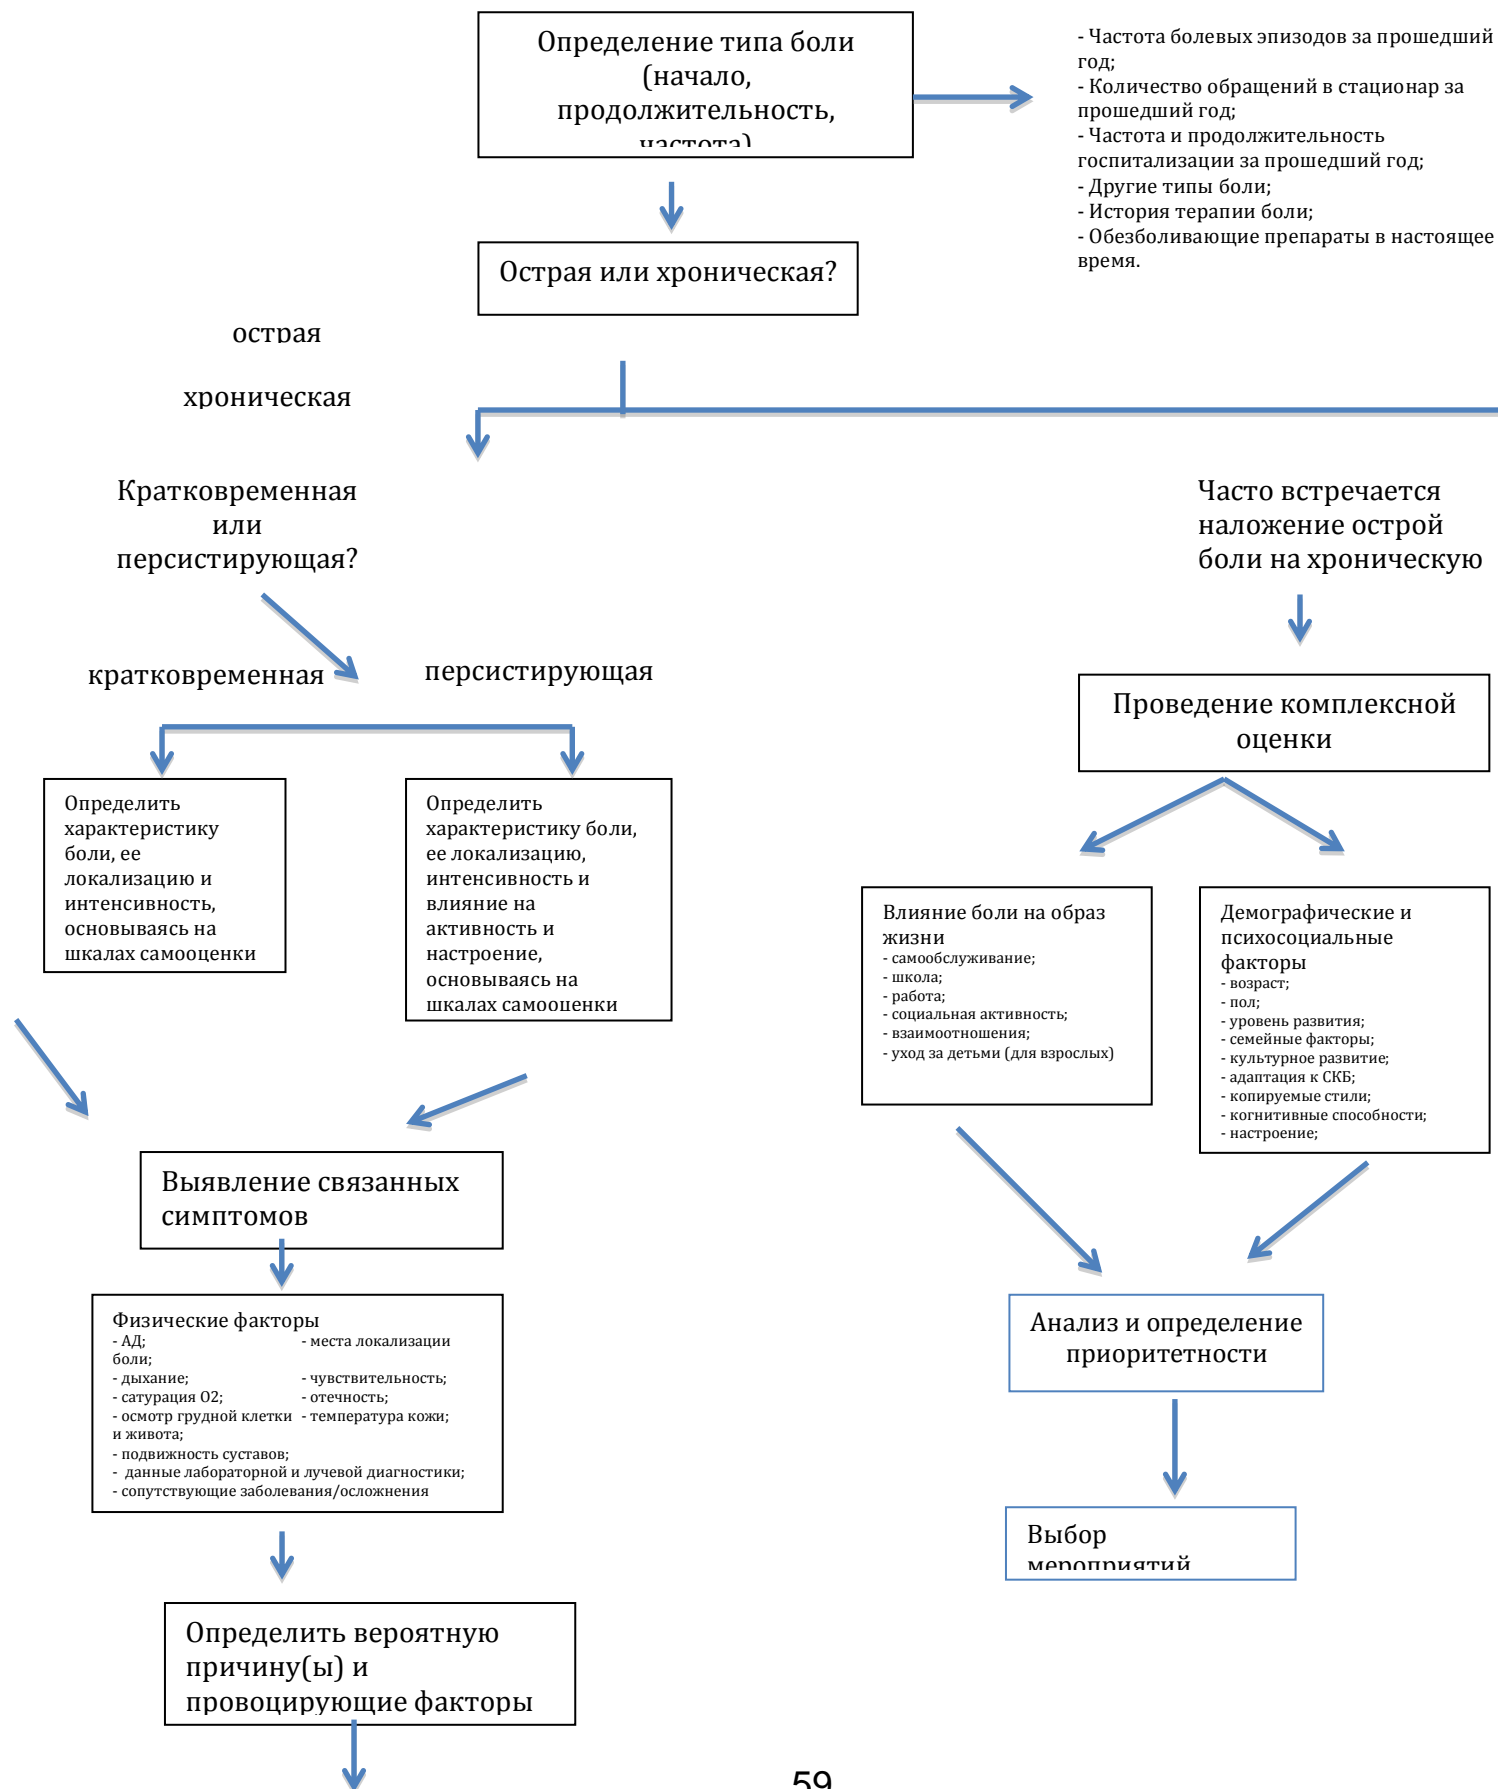 Определение типа боли
(начало,
продолжительность,
частота)
- Частота болевых эпизодов за прошедший
год;
- Количество обращений в стационар за
прошедший год;
- Частота и продолжительность
госпитализации за прошедший год;
- Другие типы боли;
- История терапии боли;
- Обезболивающие препараты в настоящее
время.
Острая или хроническая?
острая
хроническая
Кратковременная
или
персистирующая?
Часто встречается
наложение острой
боли на хроническую
кратковременная
персистирующая
Проведение комплексной
оценки
Определить
характеристику
боли, ее
локализацию и
интенсивность,
основываясь на
шкалах самооценки
Определить
характеристику боли,
ее локализацию,
интенсивность и
влияние на
активность и
настроение,
основываясь на
шкалах самооценки
Влияние боли на образ
жизни
- самообслуживание;
- школа;
- работа;
- социальная активность;
- взаимоотношения;
- уход за детьми (для взрослых)
Демографические и
психосоциальные
факторы
- возраст;
- пол;
- уровень развития;
- семейные факторы;
- культурное развитие;
- адаптация к СКБ;
- копируемые стили;
- когнитивные способности;
- настроение;
Выявление связанных
симптомов
Физические факторы
- АД; - места локализации
боли;
- дыхание; - чувствительность;
- сатурация О2; - отечность;
- осмотр грудной клетки - температура кожи;
и живота;
- подвижность суставов;
- данные лабораторной и лучевой диагностики;
- сопутствующие заболевания/осложнения
Анализ и определение
приоритетности
Выбор
мероприятий
Определить вероятную
причину(ы) и
провоцирующие факторы
59